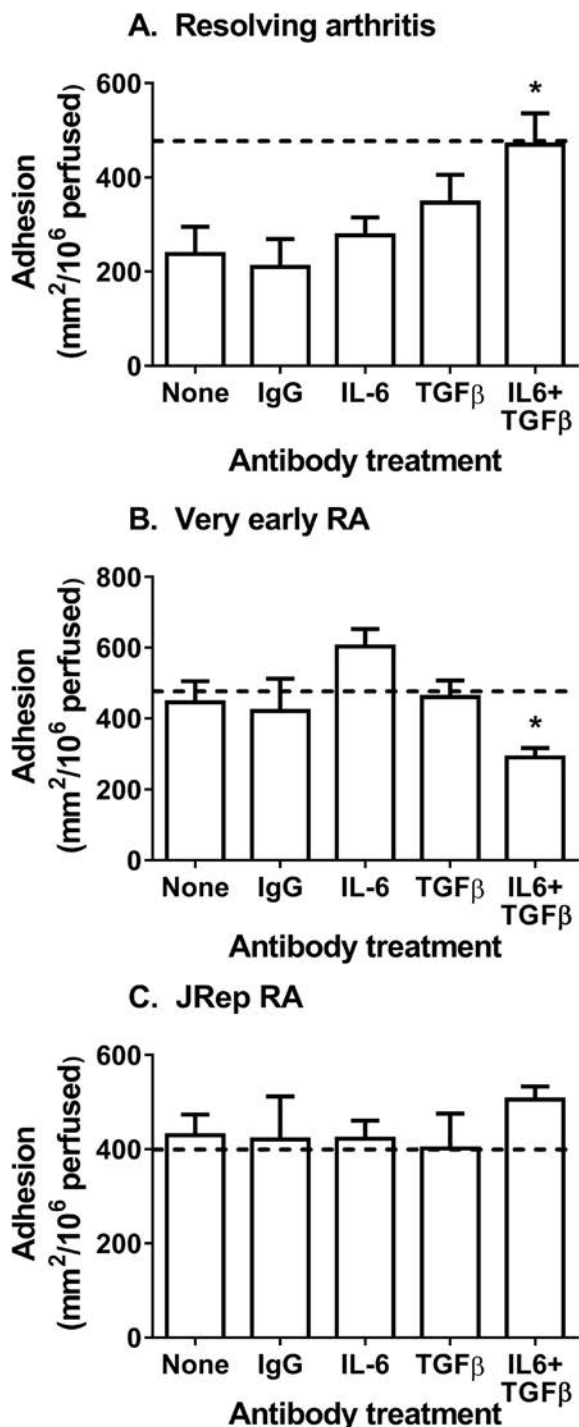 A. Resolving arthritis
Adhesion
(mm²/10⁶ perfused)
600
400
200
0
*
None IgG IL-6 TGFβ IL6+
TGFβ
Antibody treatment
B. Very early RA
Adhesion
(mm²/10⁶ perfused)
800
600
400
200
0
*
None IgG IL-6 TGFβ IL6+
TGFβ
Antibody treatment
C. JRep RA
Adhesion
(mm²/10⁶ perfused)
600
400
200
0
None IgG IL-6 TGFβ IL6+
TGFβ
Antibody treatment